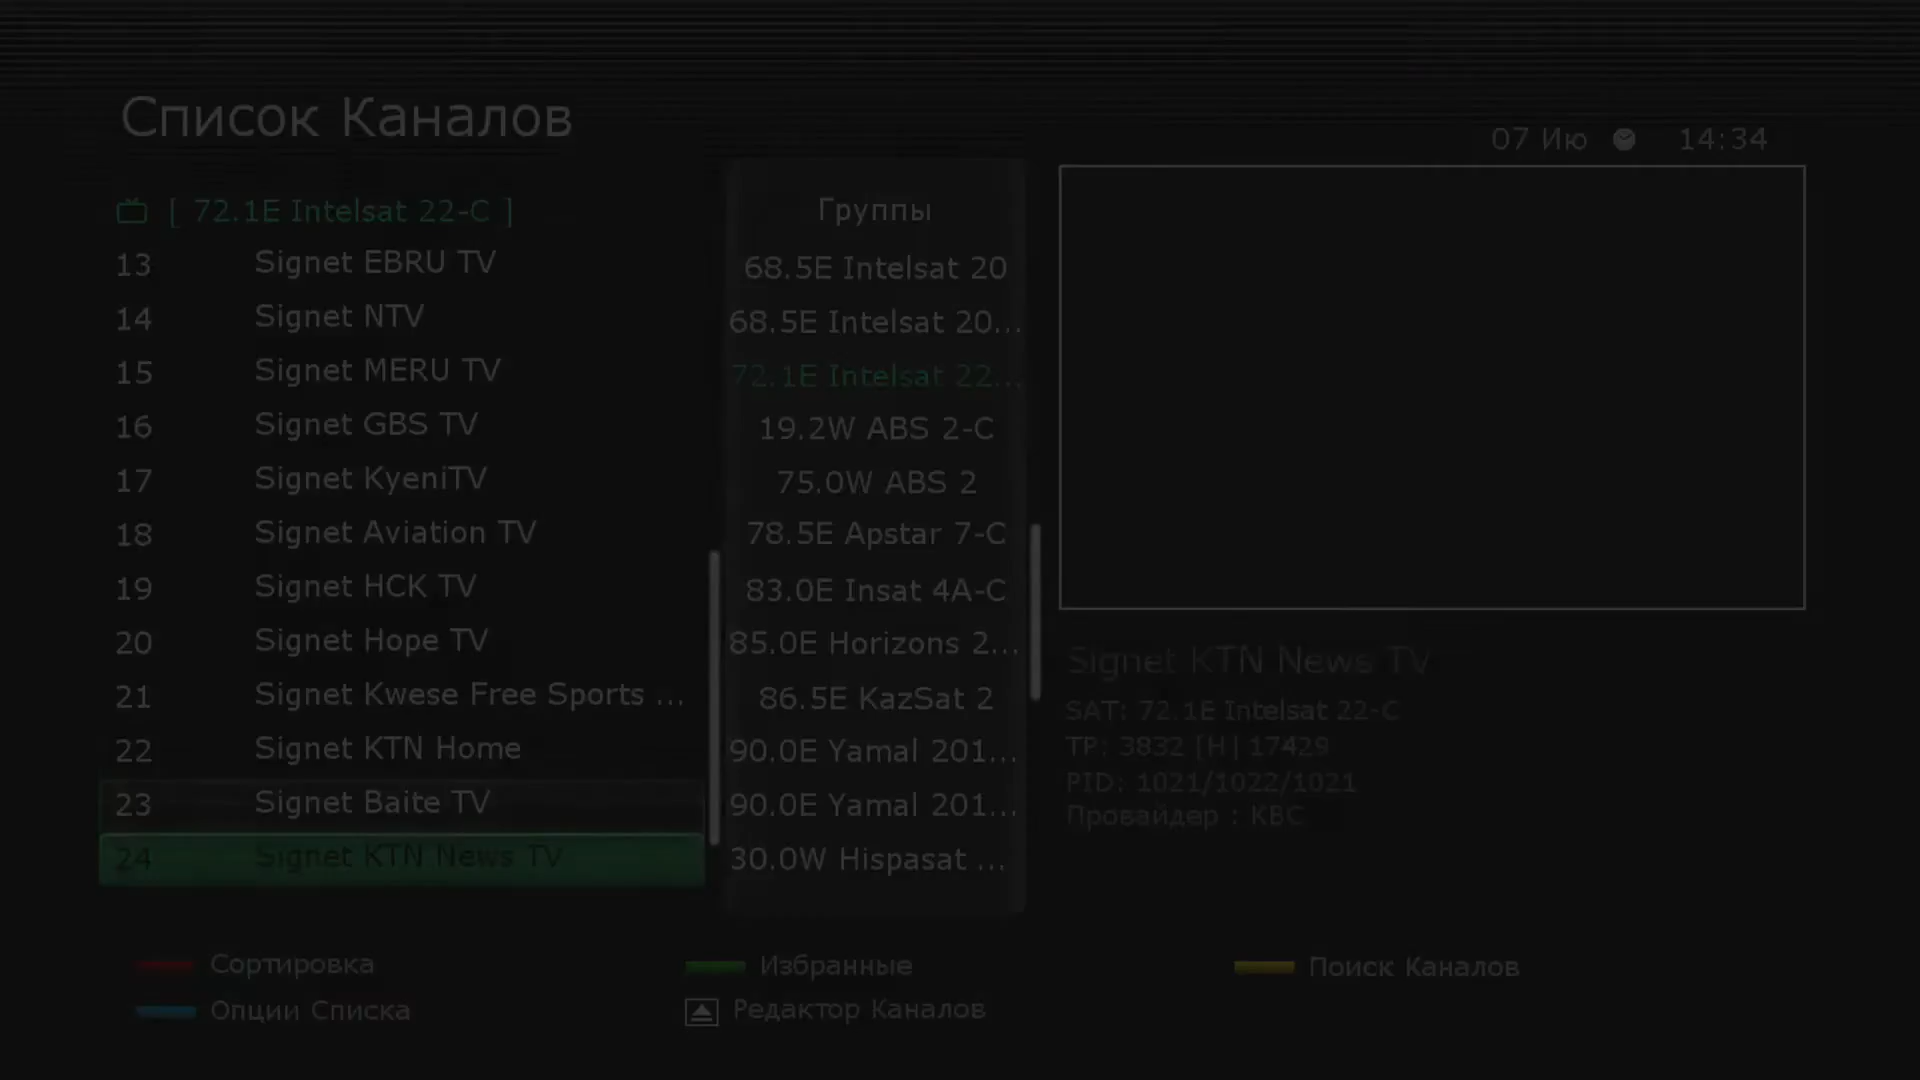 Список Каналов
07 Ию 14:34
[ 72.1E Intelsat 22-C ]
13 Signet EBRU TV
14 Signet NTV
15 Signet MERU TV
16 Signet GBS TV
17 Signet KyeniTV
18 Signet Aviation TV
19 Signet HCK TV
20 Signet Hope TV
21 Signet Kwese Free Sports ...
22 Signet KTN Home
23 Signet Baite TV
24 Signet KTN News TV
Группы
68.5E Intelsat 20
68.5E Intelsat 20...
72.1E Intelsat 22...
19.2W ABS 2-C
75.0W ABS 2
78.5E Apstar 7-C
83.0E Insat 4A-C
85.0E Horizons 2...
86.5E KazSat 2
90.0E Yamal 201...
90.0E Yamal 201...
30.0W Hispasat ...
Signet KTN News TV
SAT: 72.1E Intelsat 22-C
TP: 3832 [H] 17429
PID: 1021/1022/1021
Провайдер : KBC
Сортировка
Избранные
Поиск Каналов
Опции Списка
Редактор Каналов